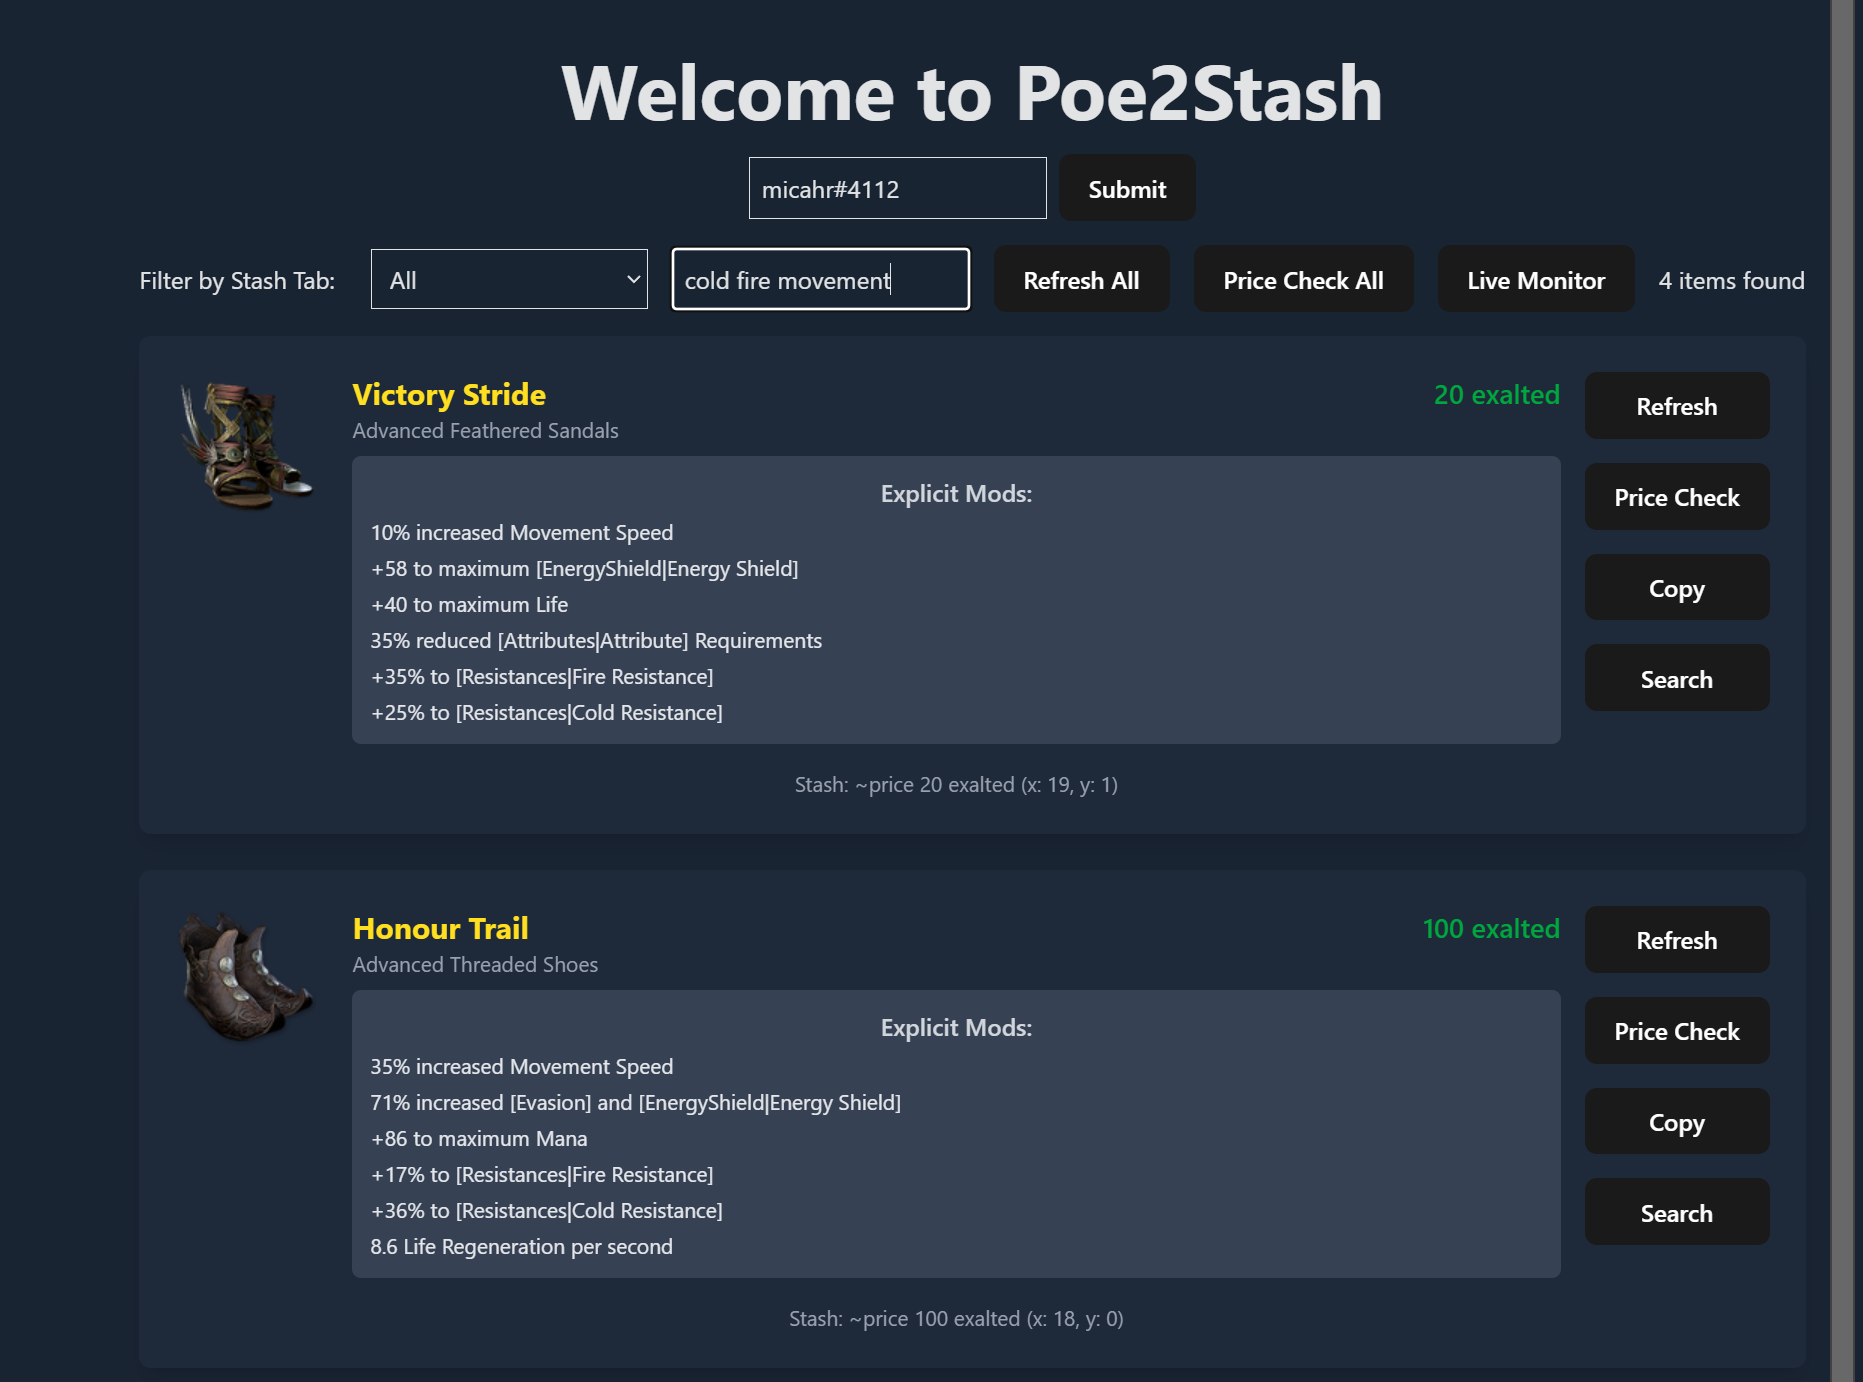 Welcome to Poe2Stash
micahr#4112
Submit
Filter by Stash Tab:
All
cold fire movement
Refresh All
Price Check All
Live Monitor
4 items found
Victory Stride
20 exalted
Advanced Feathered Sandals
Explicit Mods:
10% increased Movement Speed
+58 to maximum [EnergyShield|Energy Shield]
+40 to maximum Life
35% reduced [Attributes|Attribute] Requirements
+35% to [Resistances|Fire Resistance]
+25% to [Resistances|Cold Resistance]
Stash: ~price 20 exalted (x: 19, y: 1)
Refresh
Price Check
Copy
Search
Honour Trail
100 exalted
Advanced Threaded Shoes
Explicit Mods:
35% increased Movement Speed
71% increased [Evasion] and [EnergyShield|Energy Shield]
+86 to maximum Mana
+17% to [Resistances|Fire Resistance]
+36% to [Resistances|Cold Resistance]
8.6 Life Regeneration per second
Stash: ~price 100 exalted (x: 18, y: 0)
Refresh
Price Check
Copy
Search